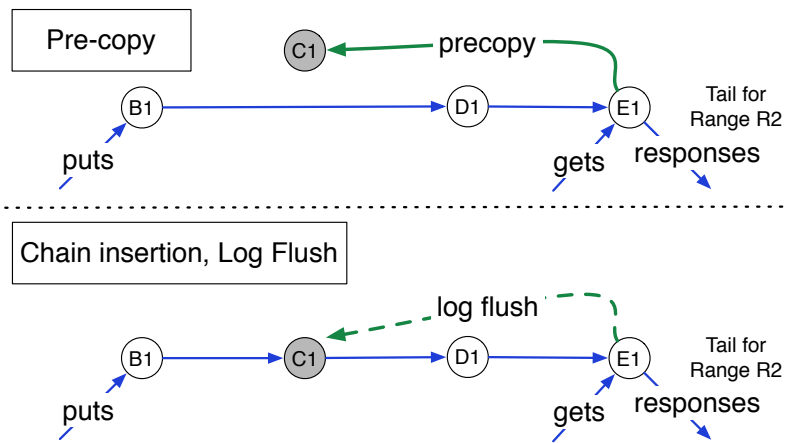 Pre-copy
C1
precopy
B1
D1
E1
Tail for
Range R2
puts
gets
responses
Chain insertion, Log Flush
log flush
B1
C1
D1
E1
Tail for
Range R2
puts
gets
responses